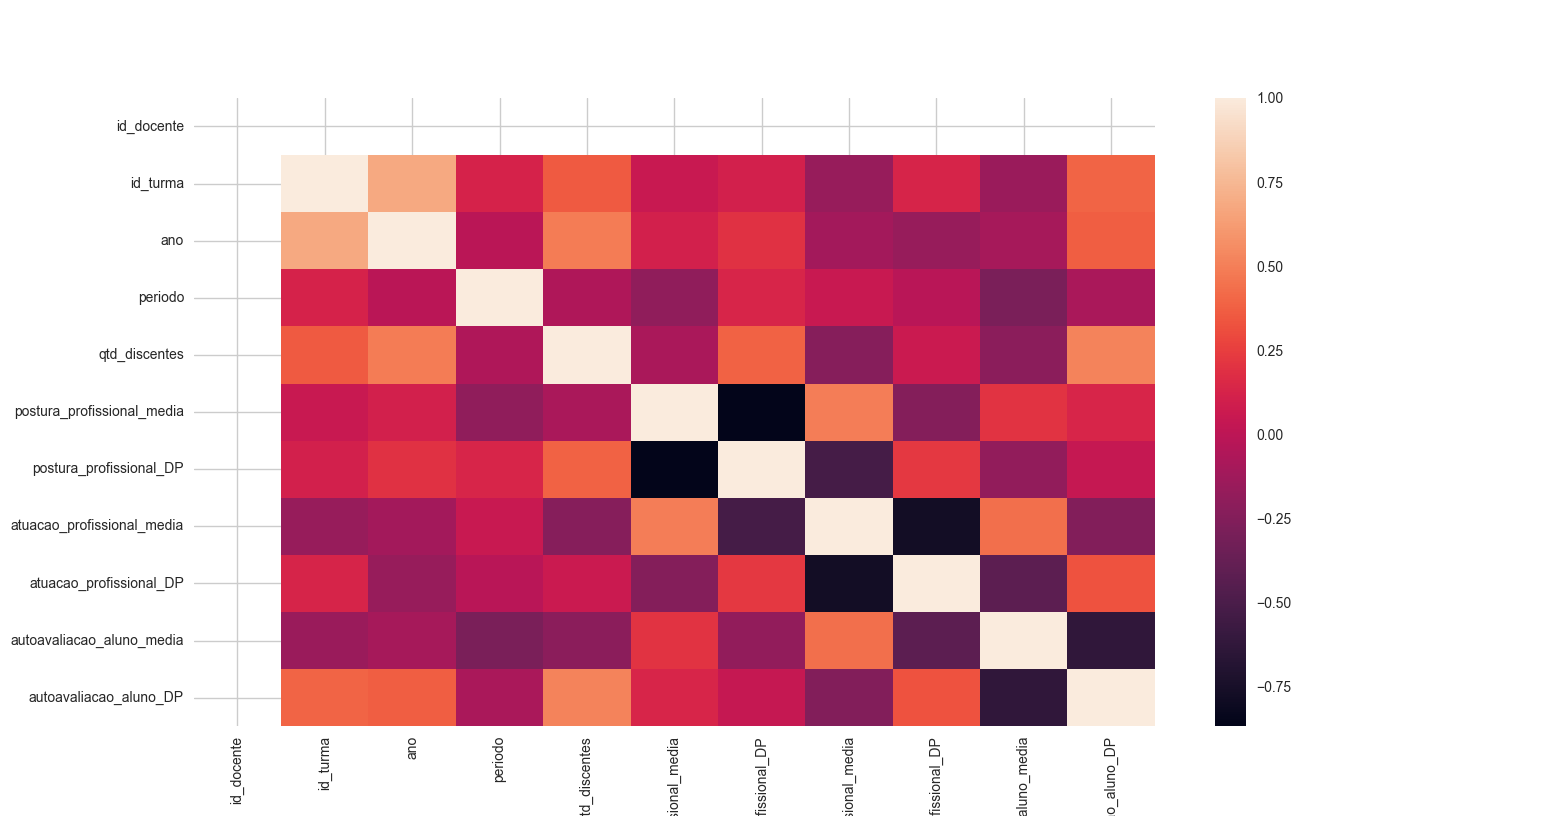 id_docente
id_turma
ano
periodo
qtd_discentes
postura_profissional_media
postura_profissional_DP
atuacao_profissional_media
atuacao_profissional_DP
autoavaliacao_aluno_media
autoavaliacao_aluno_DP
id_docente
id_turma
ano
periodo
td_discentes
sional_media
fissional_DP
sional_media
fissional_DP
aluno_media
o_aluno_DP
1.00
0.75
0.50
0.25
0.00
−0.25
−0.50
−0.75